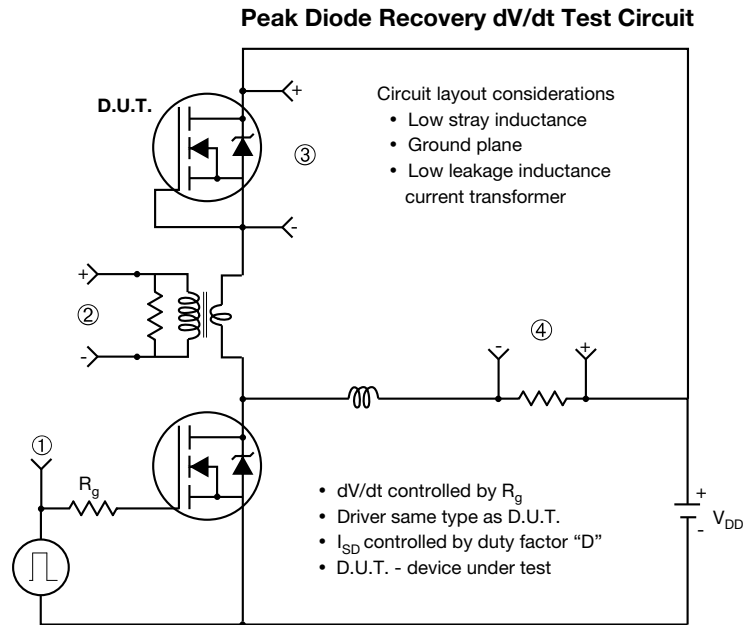 Peak Diode Recovery dV/dt Test Circuit
D.U.T.
+
Circuit layout considerations
• Low stray inductance
• Ground plane
• Low leakage inductance
current transformer
③
-
+
②
-
④
-
+
①
Rg
• dV/dt controlled by Rg
• Driver same type as D.U.T.
• ISD controlled by duty factor “D”
• D.U.T. - device under test
+
VDD
-